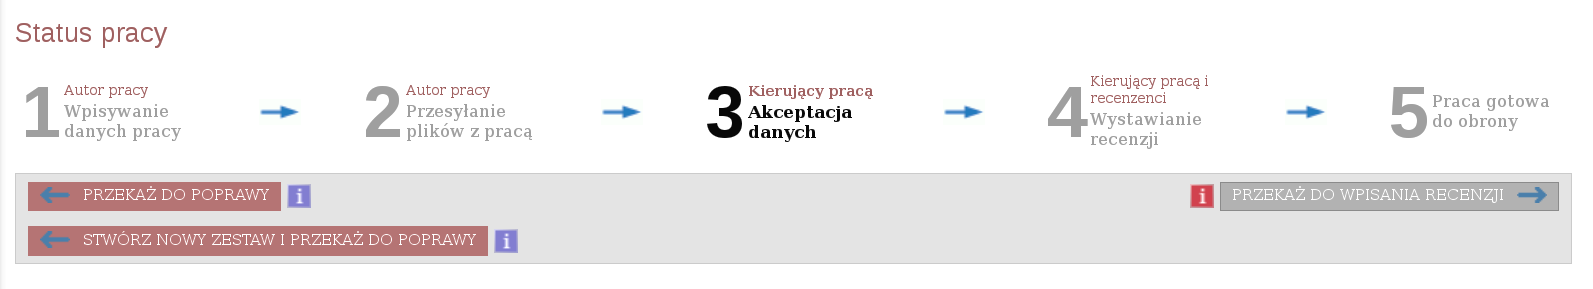 Status pracy
1
Autor pracy
Wpisywanie
danych pracy
2
Autor pracy
Przesyłanie
plików z pracą
3
Kierujący pracą
Akceptacja
danych
4
Kierujący pracą i
recenzenci
Wystawianie
recenzji
5
Praca gotowa
do obrony
PRZEKAŻ DO POPRAWY i
i PRZEKAŻ DO WPISANIA RECENZJI
STWÓRZ NOWY ZESTAW I PRZEKAŻ DO POPRAWY i